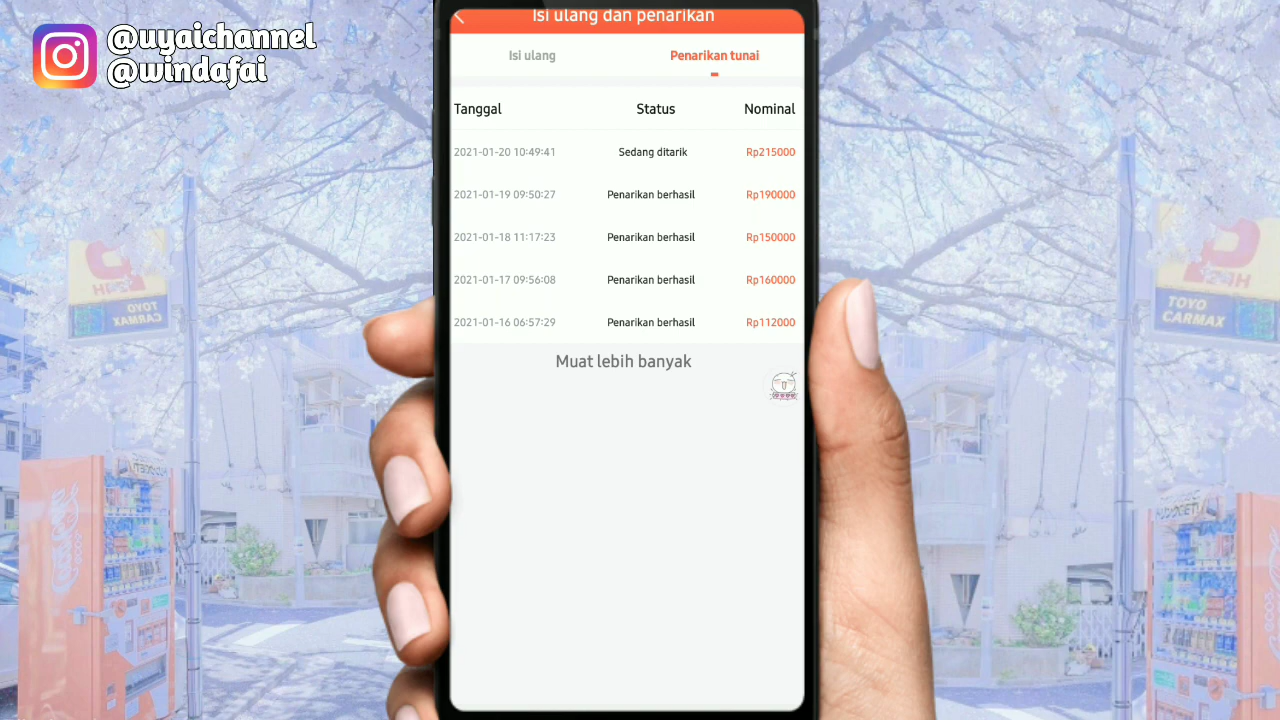 @uyaichannel
@windafai
Isi ulang dan penarikan
Isi ulang Penarikan tunai
Tanggal Status Nominal
2021-01-20 10:49:41 Sedang ditarik Rp215000
2021-01-19 09:50:27 Penarikan berhasil Rp190000
2021-01-18 11:17:23 Penarikan berhasil Rp150000
2021-01-17 09:56:08 Penarikan berhasil Rp160000
2021-01-16 06:57:29 Penarikan berhasil Rp112000
Muat lebih banyak
TOYO
CARMAX